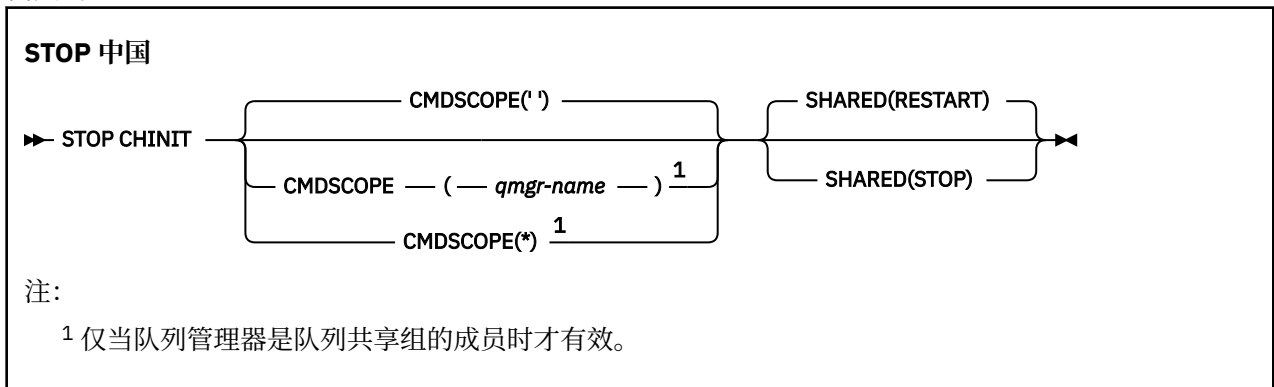 STOP 中国
CMDSCOPE(' ')
SHARED(RESTART)
STOP CHINIT
CMDSCOPE ( qmgr-name ) 1
SHARED(STOP)
CMDSCOPE(*) 1
注:
1 仅当队列管理器是队列共享组的成员时才有效。